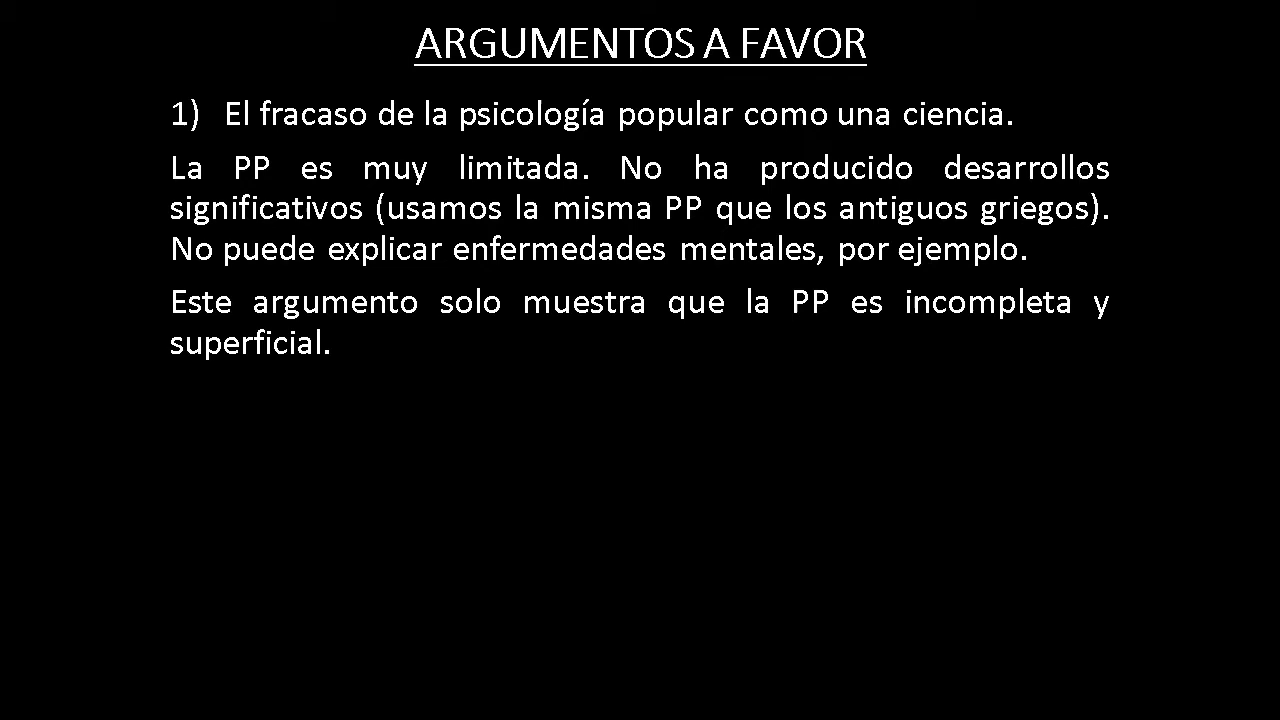 ARGUMENTOS A FAVOR
1) El fracaso de la psicología popular como una ciencia.
La PP es muy limitada. No ha producido desarrollos
significativos (usamos la misma PP que los antiguos griegos).
No puede explicar enfermedades mentales, por ejemplo.
Este argumento solo muestra que la PP es incompleta y
superficial.